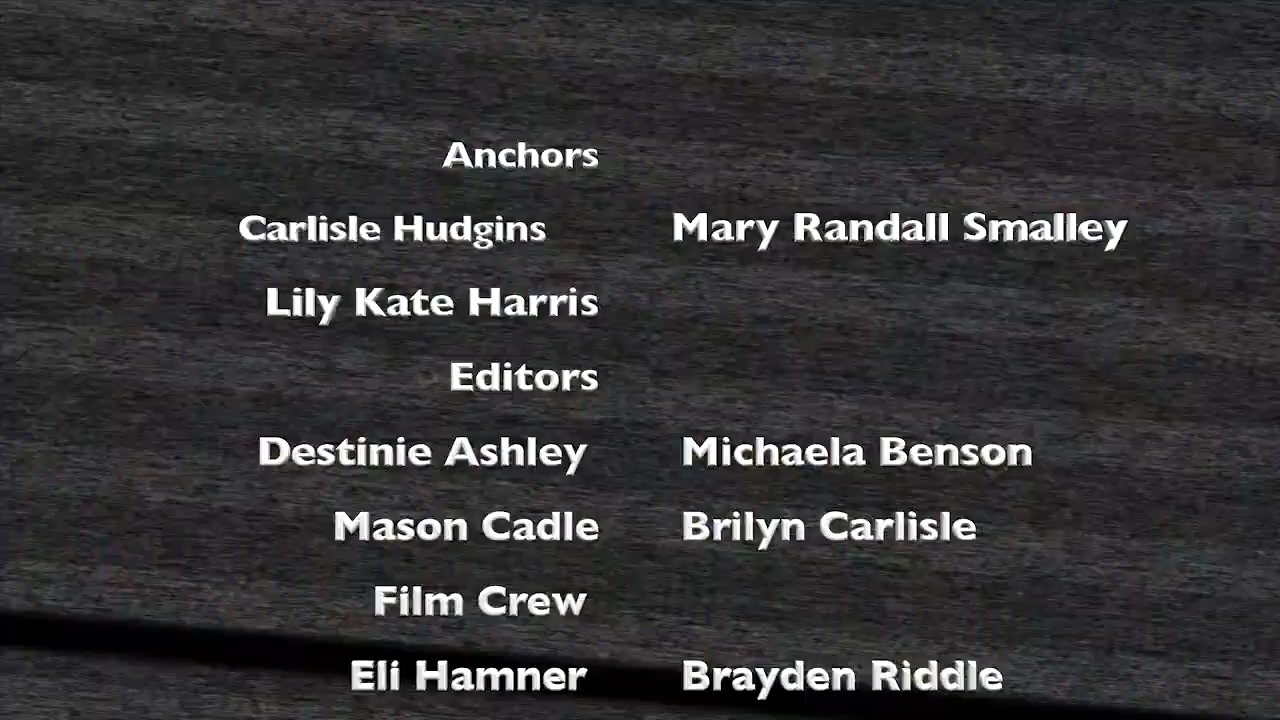 Anchors
Carlisle Hudgins Mary Randall Smalley
Lily Kate Harris
Editors
Destinie Ashley Michaela Benson
Mason Cadle Brilyn Carlisle
Film Crew
Eli Hamner Brayden Riddle